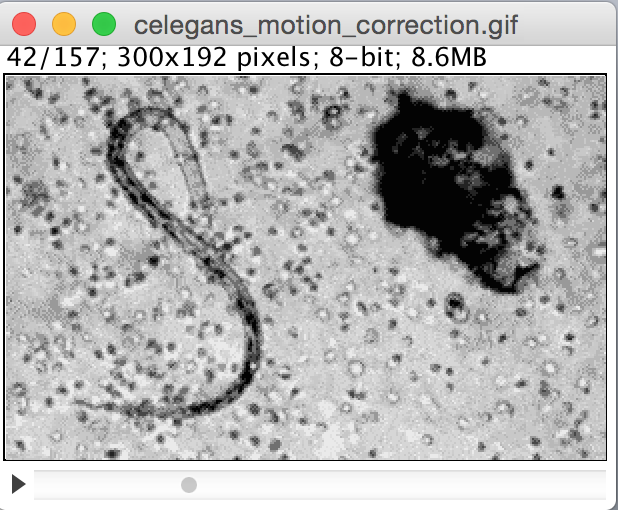 celegans_motion_correction.gif
42/157; 300x192 pixels; 8-bit; 8.6MB